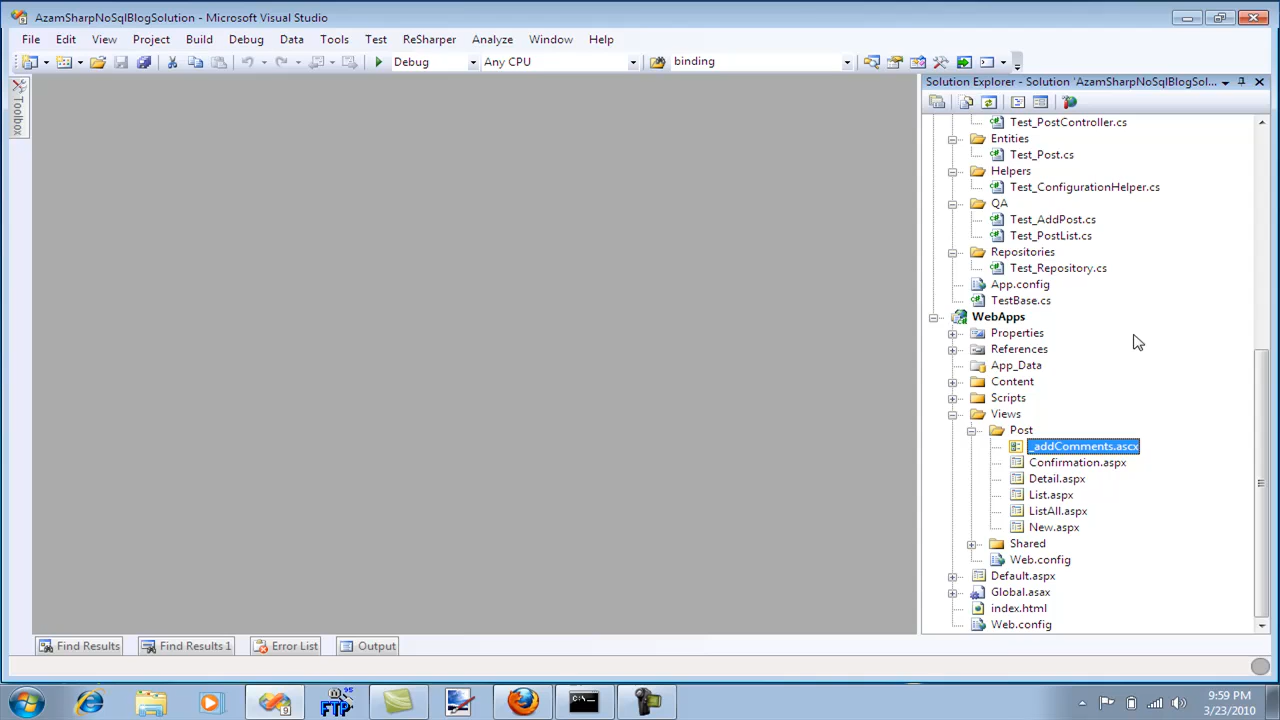 AzamSharpNoSqlBlogSolution - Microsoft Visual Studio
File Edit View Project Build Debug Data Tools Test ReSharper Analyze Window Help
Debug Any CPU binding
Toolbox
Solution Explorer - Solution 'AzamSharpNoSqlBlogSol...
Test_PostController.cs
Entities
Test_Post.cs
Helpers
Test_ConfigurationHelper.cs
QA
Test_AddPost.cs
Test_PostList.cs
Repositories
Test_Repository.cs
App.config
TestBase.cs
WebApps
Properties
References
App_Data
Content
Scripts
Views
Post
_addComments.ascx
Confirmation.aspx
Detail.aspx
List.aspx
ListAll.aspx
New.aspx
Shared
Web.config
Default.aspx
Global.asax
index.html
Web.config
Find Results Find Results 1 Error List Output
FTP
9:59 PM
3/23/2010